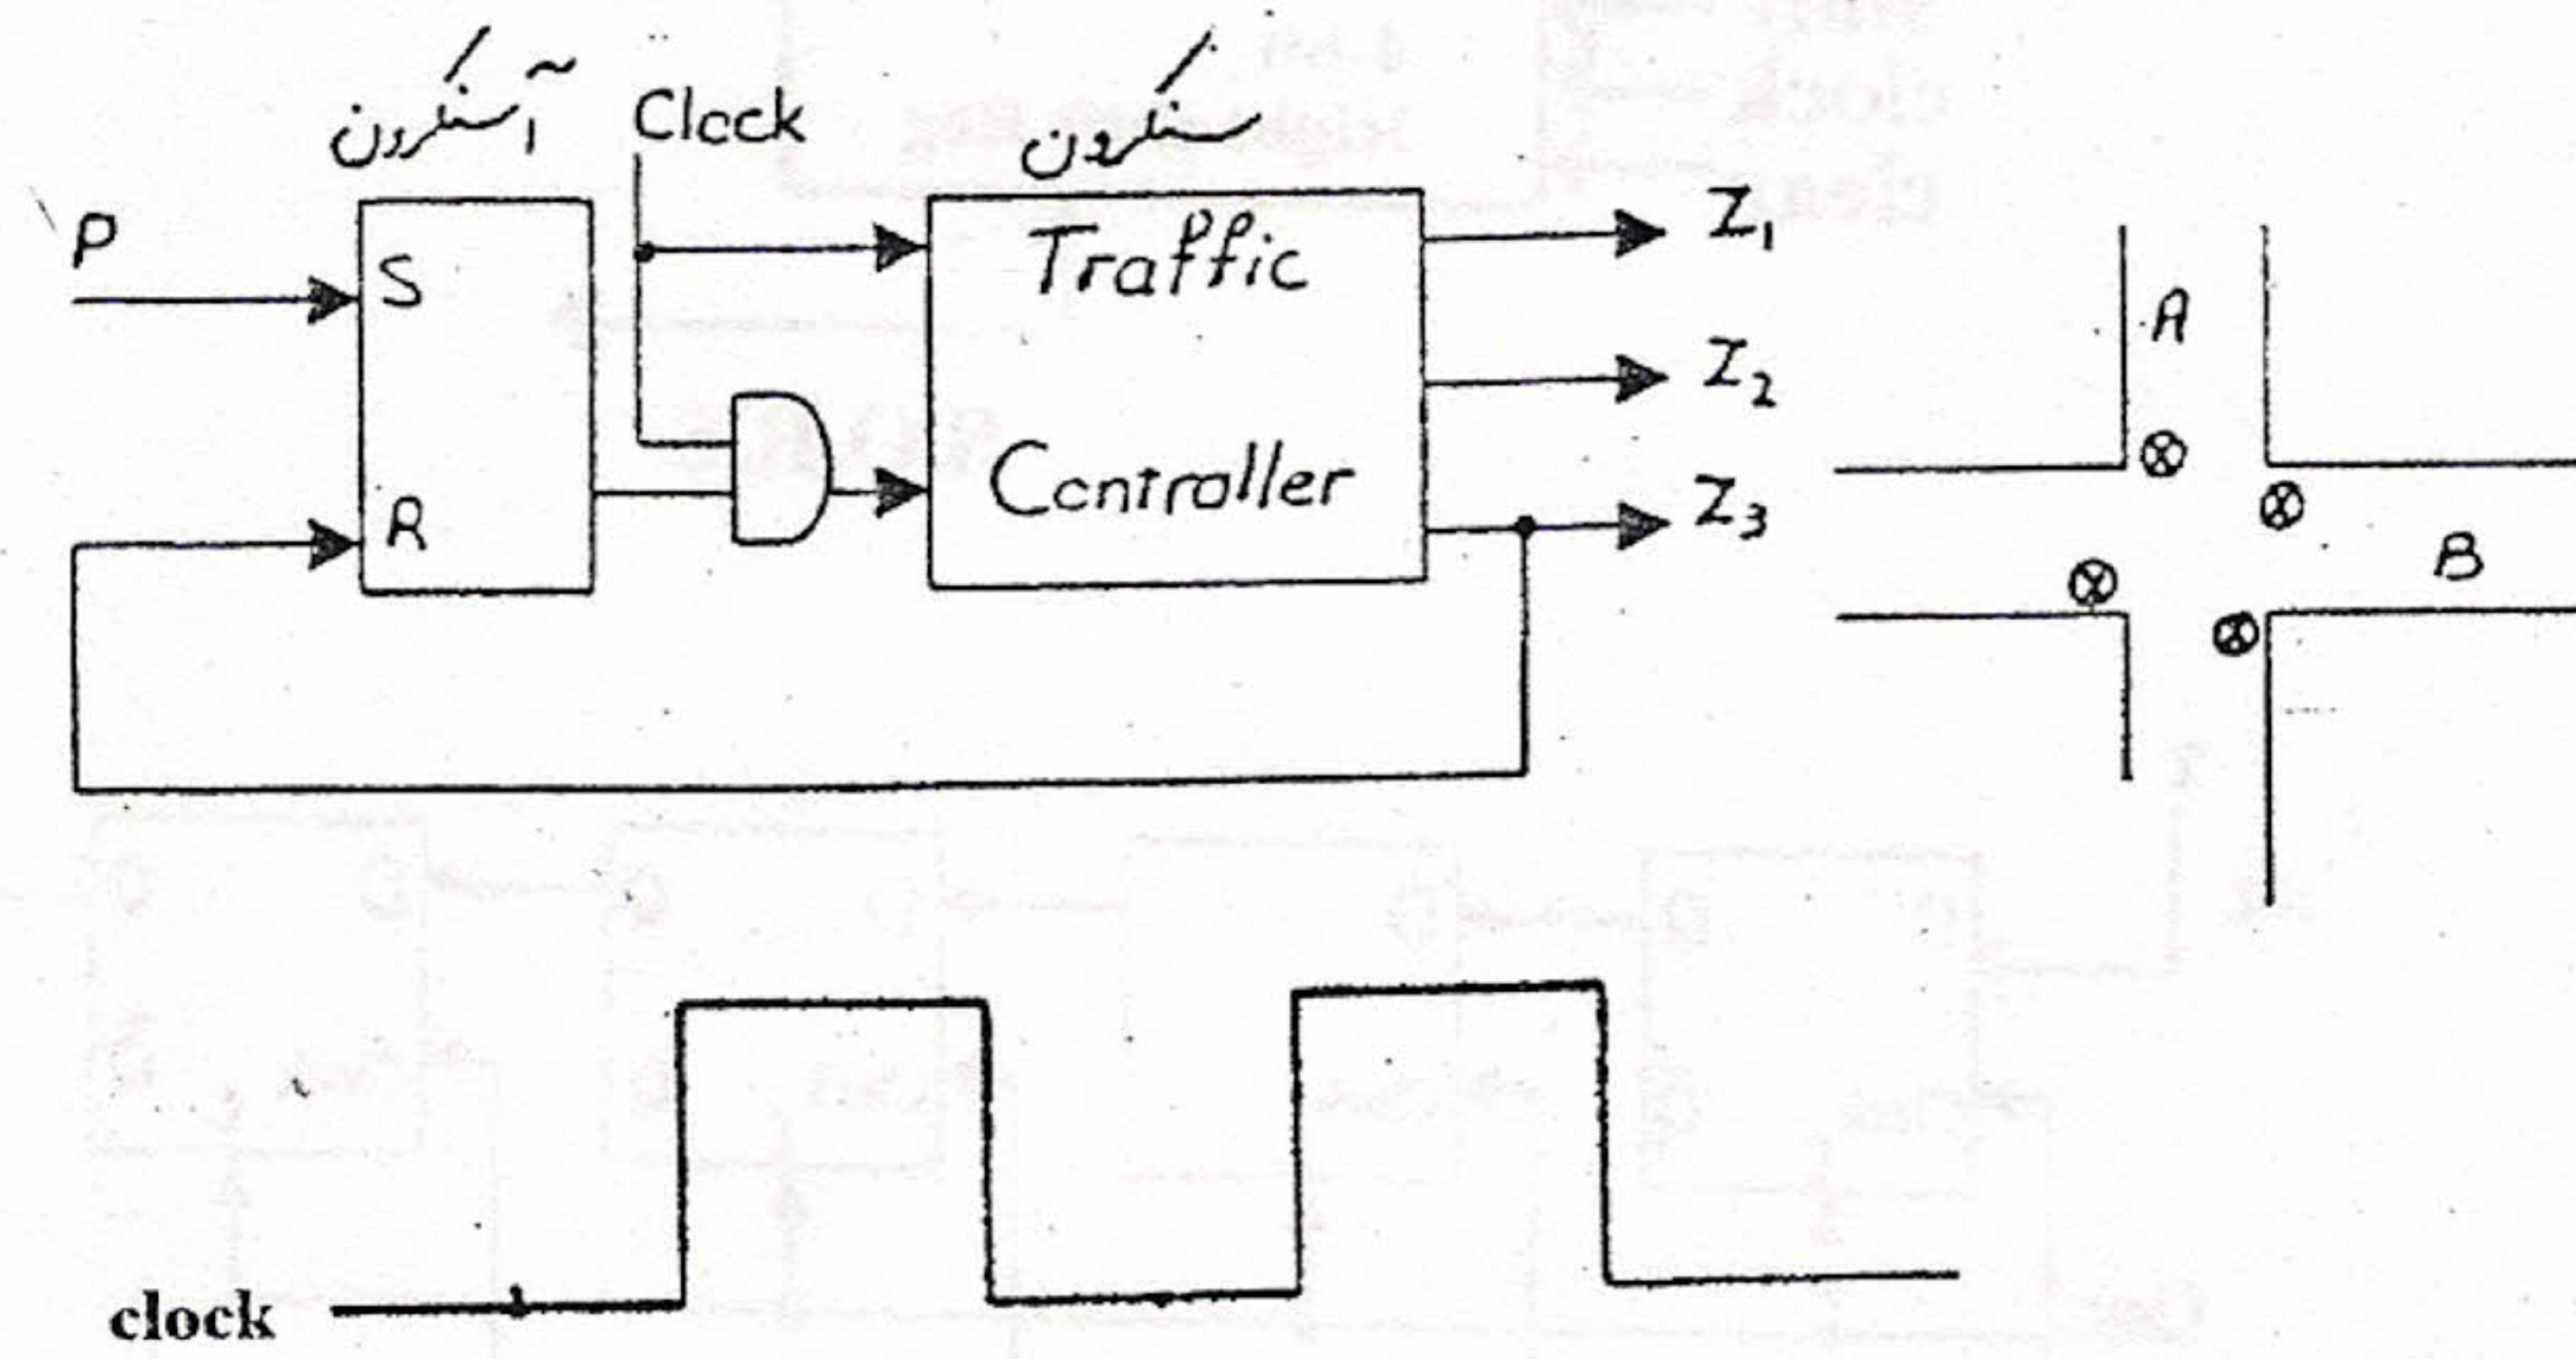 آسنکرون
Clock
سنکرون
P
S
R
Traffic
Controller
Z₁
Z₂
Z₃
A
B
clock